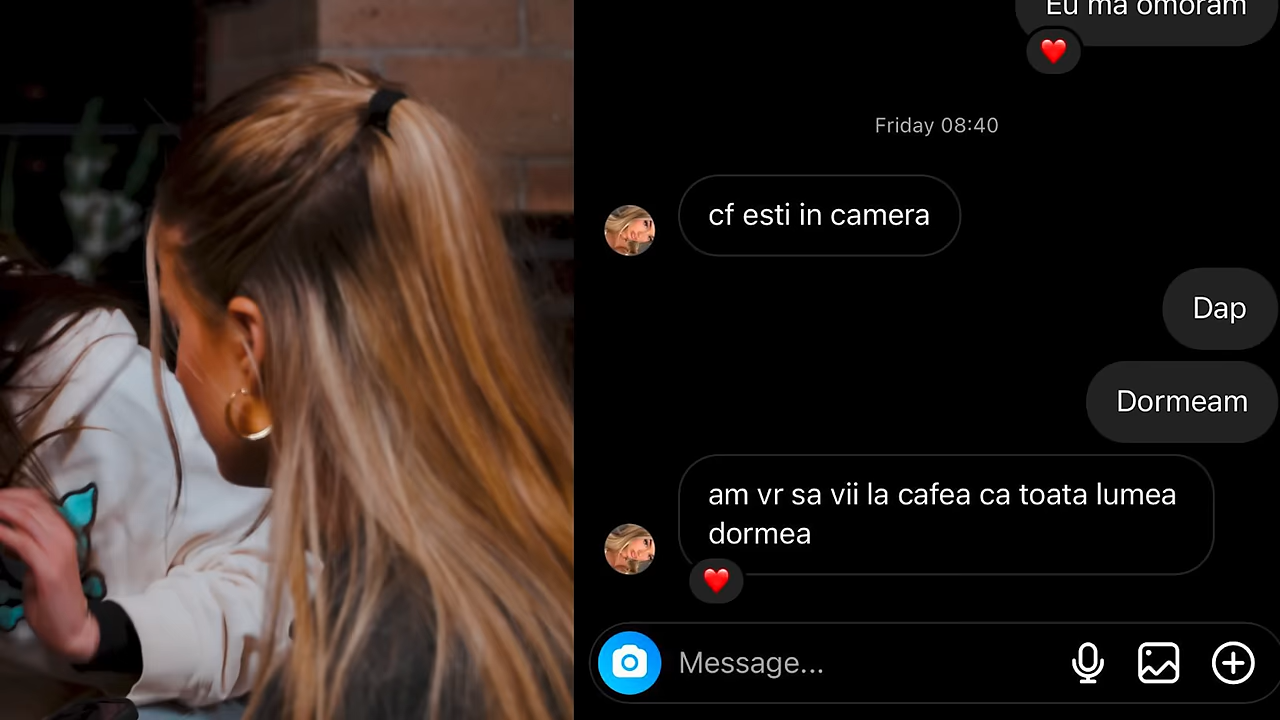 Eu ma omoram
Friday 08:40
cf esti in camera
Dap
Dormeam
am vr sa vii la cafea ca toata lumea
dormea
Message...